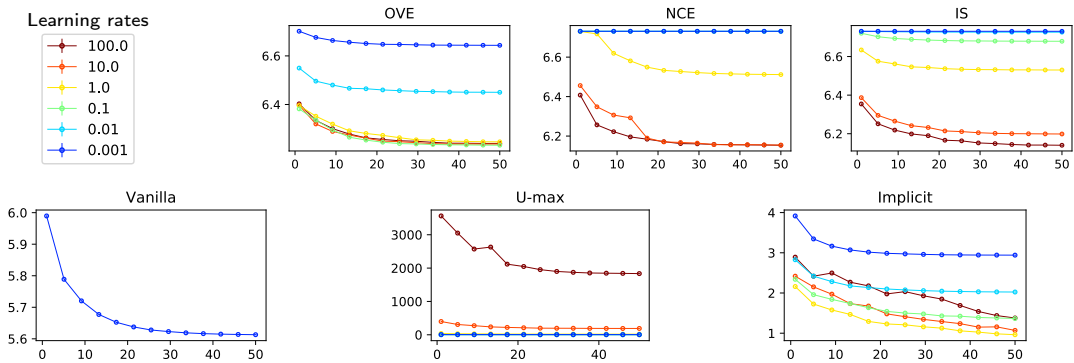 Learning rates
100.0
10.0
1.0
0.1
0.01
0.001
OVE
6.6
6.4
0 10 20 30 40 50
NCE
6.6
6.4
6.2
0 10 20 30 40 50
IS
6.6
6.4
6.2
0 10 20 30 40 50
Vanilla
6.0
5.9
5.8
5.7
5.6
0 10 20 30 40 50
U-max
3000
2000
1000
0
0 20 40
Implicit
4
3
2
1
0 10 20 30 40 50